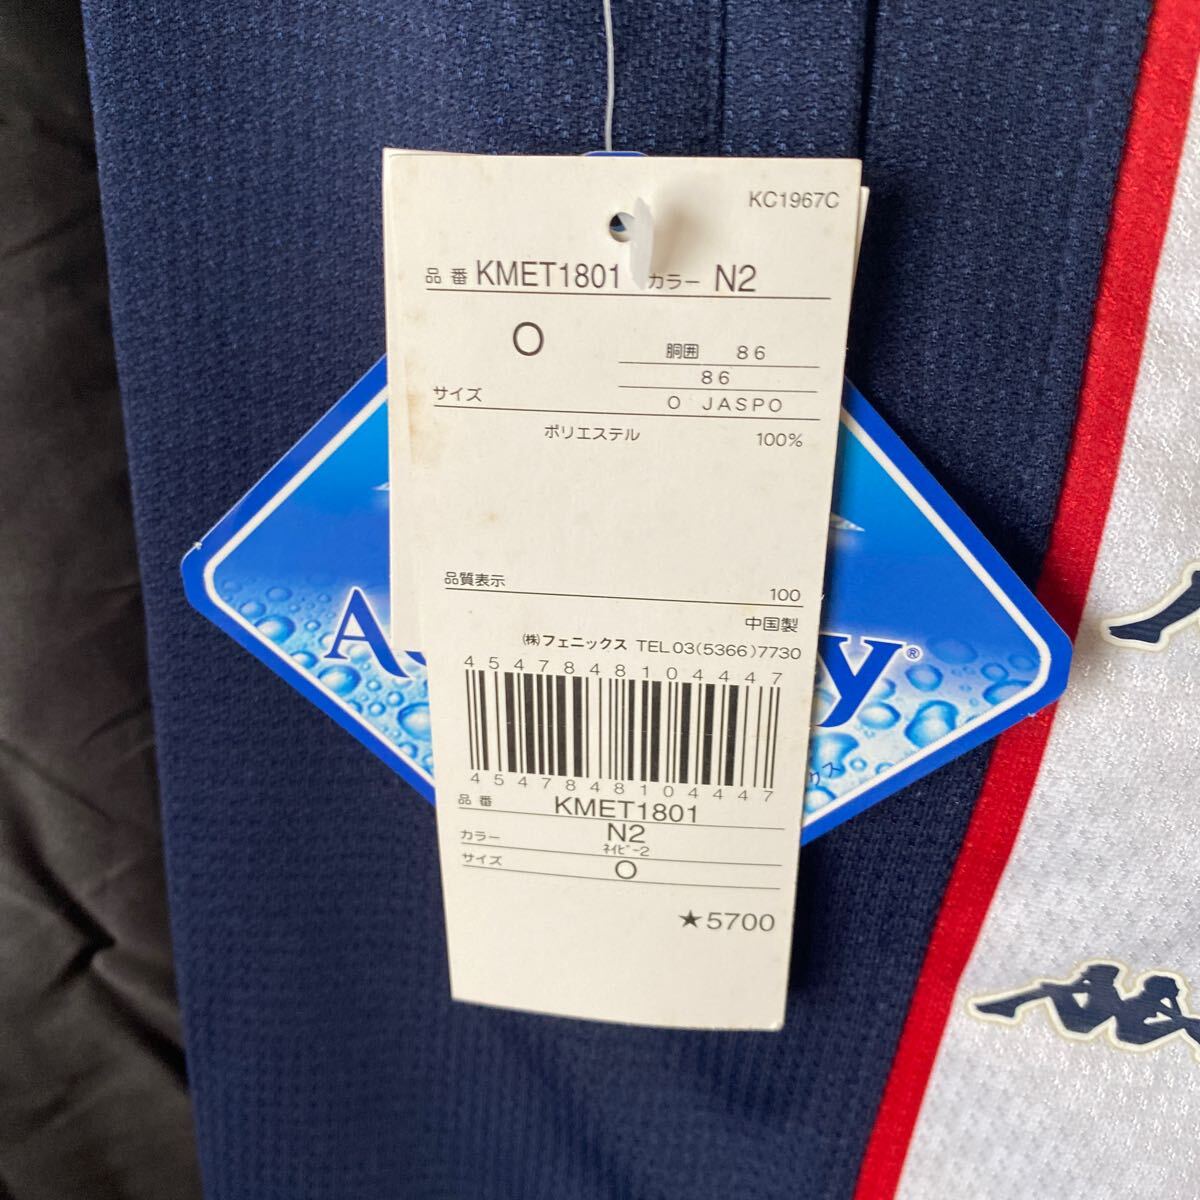 KC1967C
品番 KMET1801 カラー N2
O
胴囲 86
86
サイズ
O JASPO
ポリエステル 100%
品質表示 100
中国製
(株)フェニックス TEL03(5366)7730
4547848104447
4547848104447
品番 KMET1801
カラー N2
ﾈｲﾋﾞｰ2
サイズ O
★5700